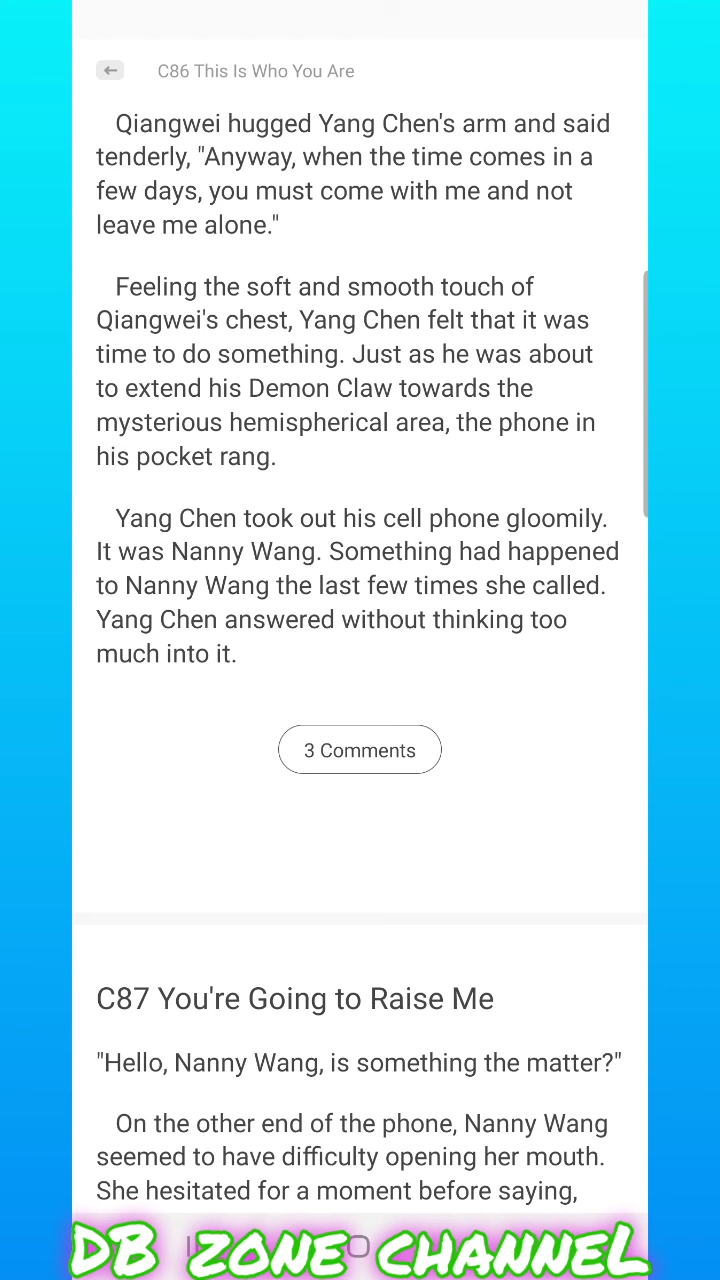 C86 This Is Who You Are
Qiangwei hugged Yang Chen's arm and said
tenderly, "Anyway, when the time comes in a
few days, you must come with me and not
leave me alone."
Feeling the soft and smooth touch of
Qiangwei's chest, Yang Chen felt that it was
time to do something. Just as he was about
to extend his Demon Claw towards the
mysterious hemispherical area, the phone in
his pocket rang.
Yang Chen took out his cell phone gloomily.
It was Nanny Wang. Something had happened
to Nanny Wang the last few times she called.
Yang Chen answered without thinking too
much into it.
3 Comments
C87 You're Going to Raise Me
"Hello, Nanny Wang, is something the matter?"
On the other end of the phone, Nanny Wang
seemed to have difficulty opening her mouth.
She hesitated for a moment before saying,
DB ZONE CHANNEL